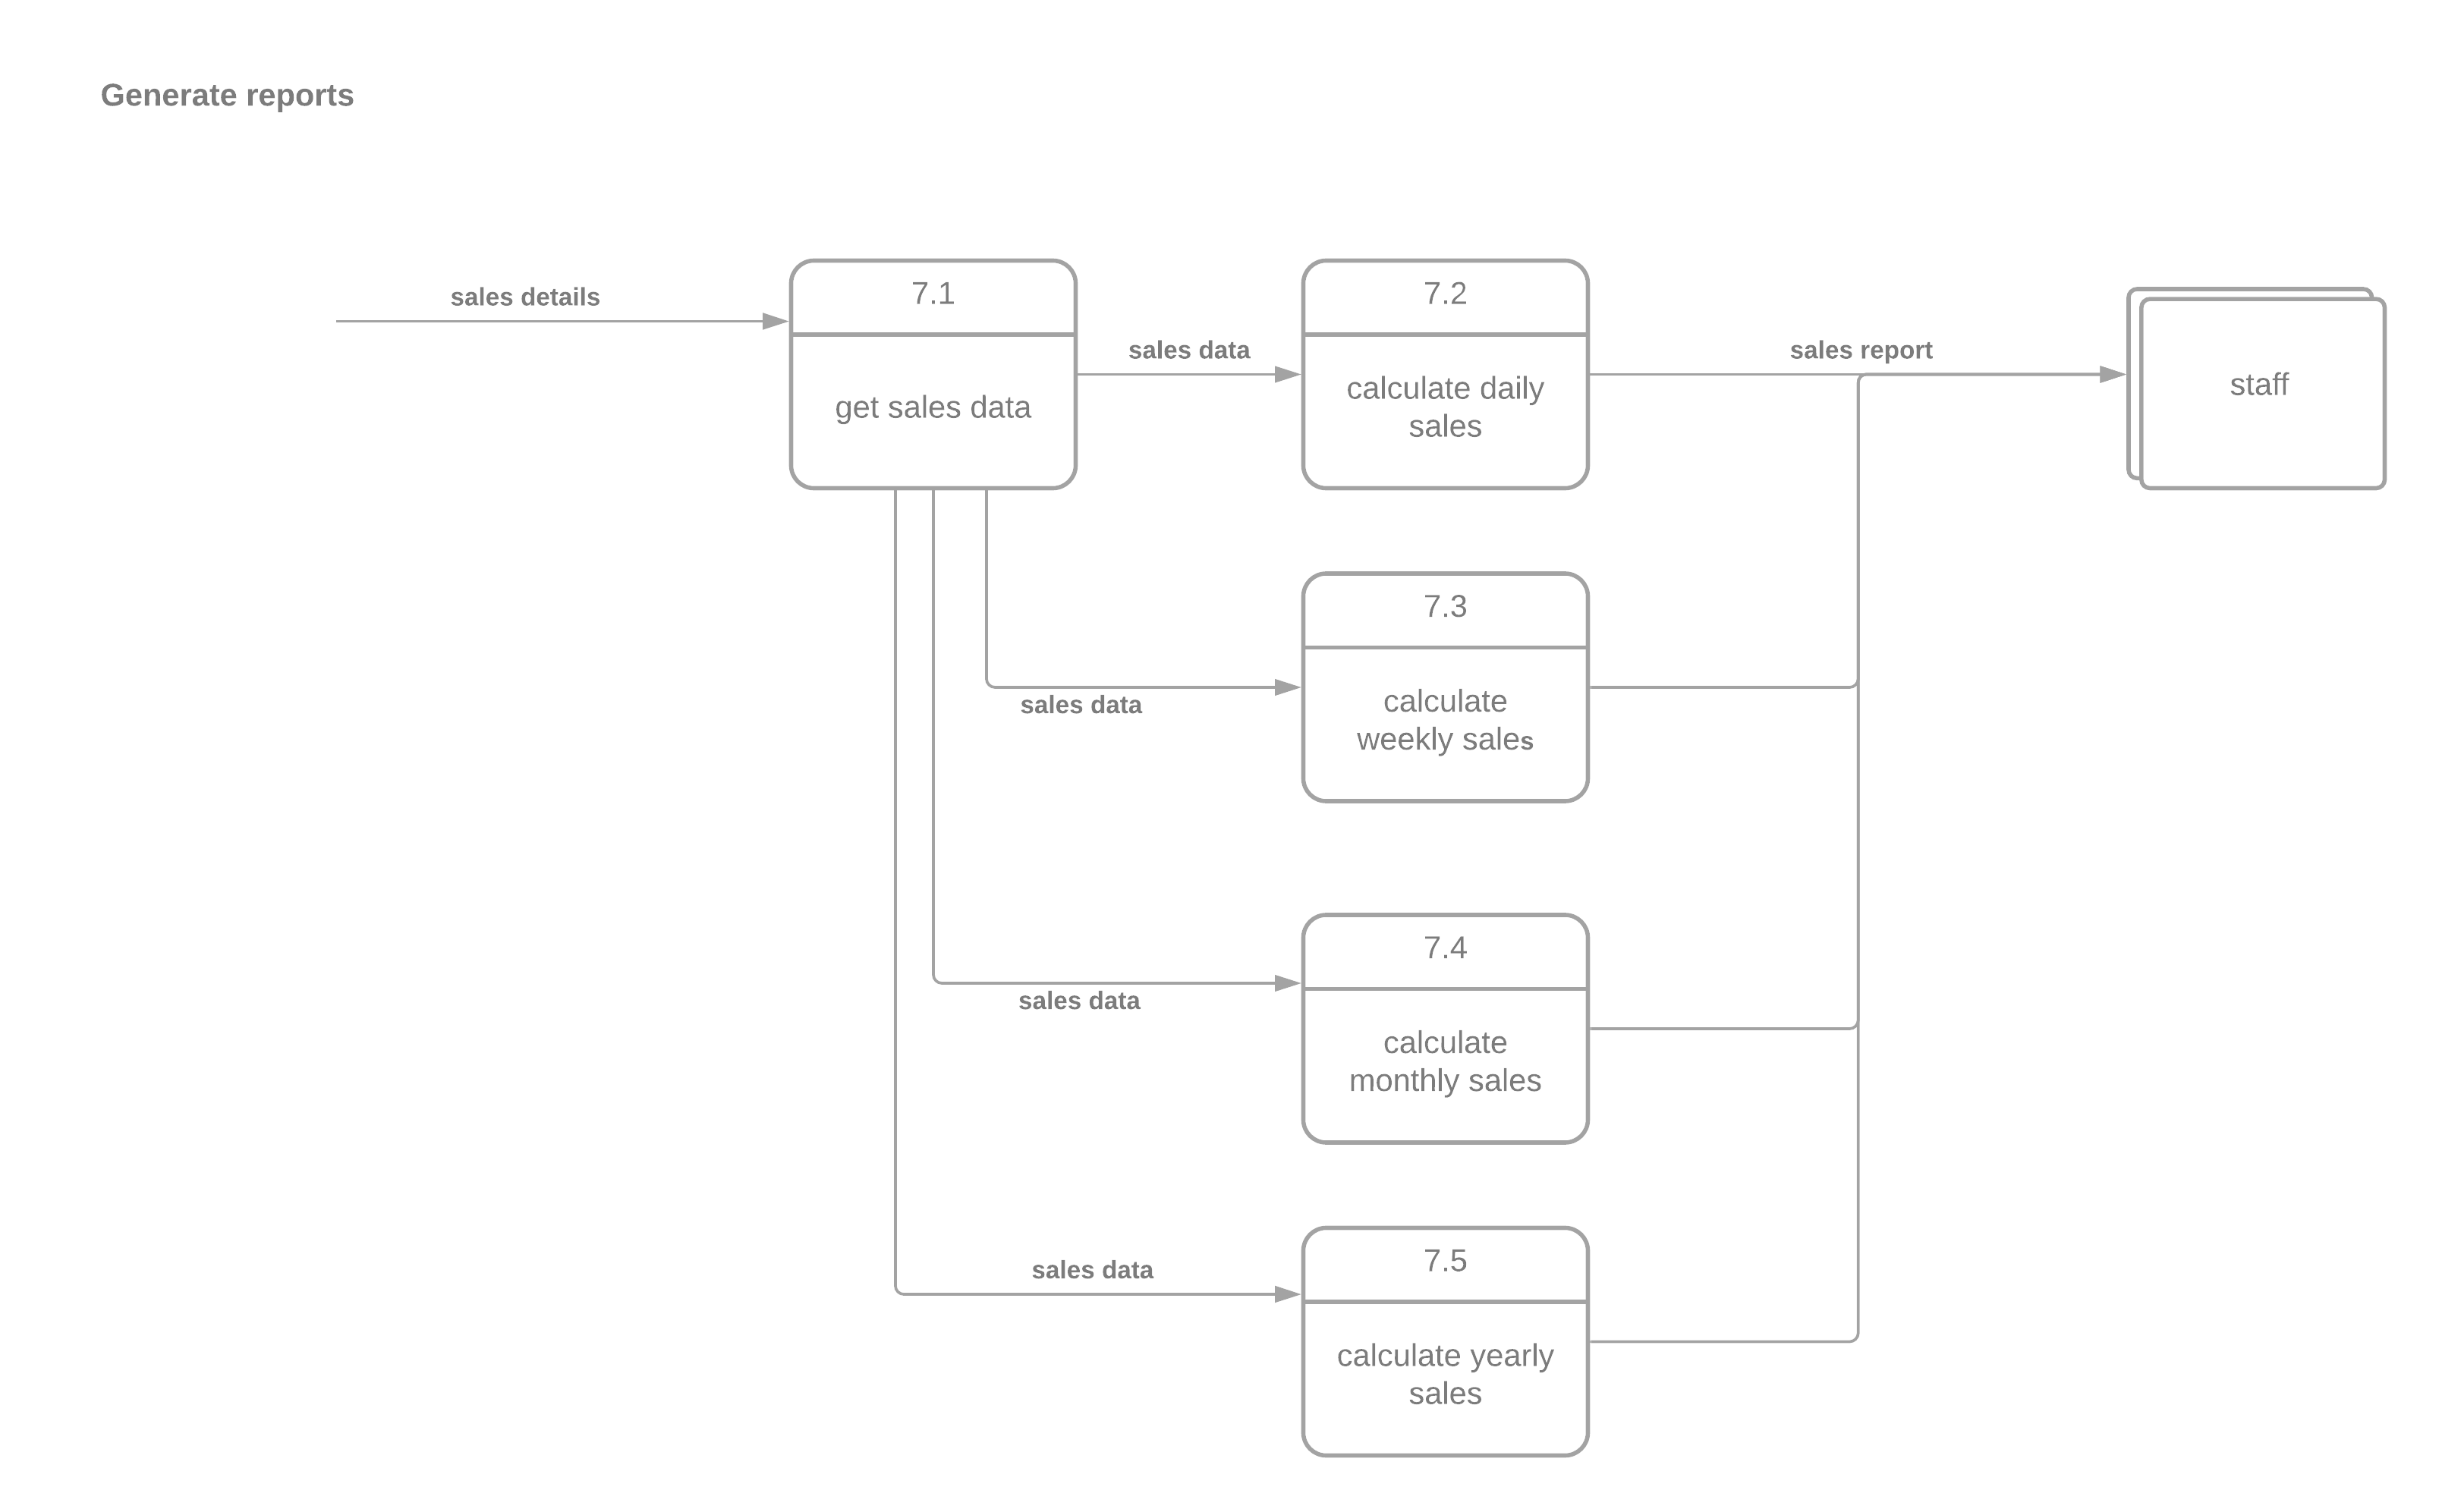 Generate reports
sales details
7.1
get sales data
sales data
7.2
calculate daily
sales
sales report
staff
sales data
7.3
calculate
weekly sales
sales data
7.4
calculate
monthly sales
sales data
7.5
calculate yearly
sales